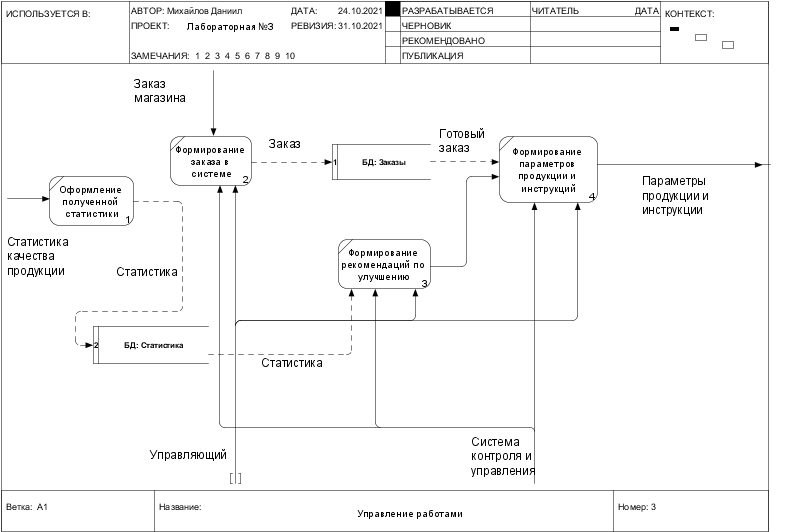 ИСПОЛЬЗУЕТСЯ В:
АВТОР: Михайлов Даниил
ДАТА: 24.10.2021
ПРОЕКТ: Лабораторная №3
РЕВИЗИЯ: 31.10.2021
ЗАМЕЧАНИЯ: 1 2 3 4 5 6 7 8 9 10
РАЗРАБАТЫВАЕТСЯ
ЧЕРНОВИК
РЕКОМЕНДОВАНО
ПУБЛИКАЦИЯ
ЧИТАТЕЛЬ
ДАТА
КОНТЕКСТ:
Заказ
магазина
Формирование
заказа в
системе
2
Заказ
1
БД: Заказы
Готовый
заказ
Формирование
параметров
продукции и
инструкций
4
Параметры
продукции и
инструкции
Оформление
полученной
статистики
1
Статистика
качества
продукции
Статистика
Формирование
рекомендаций по
улучшению
3
2
БД: Статистика
Статистика
Управляющий
Система
контроля и
управления
Ветка: A1
Название:
Управление работами
Номер: 3